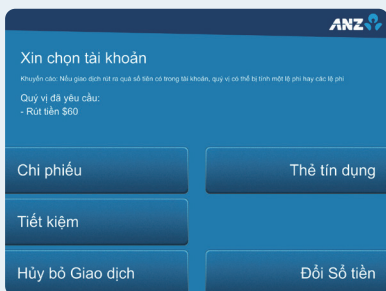 ANZ
Xin chọn tài khoản
Khuyến cáo: Nếu giao dịch rút ra quá số tiền có trong tài khoản, quý vị có thể bị tính một lệ phí hay các lệ phí
Quý vị đã yêu cầu:
- Rút tiền $60
Chi phiếu
Thẻ tín dụng
Tiết kiệm
Hủy bỏ Giao dịch
Đổi Sổ tiền